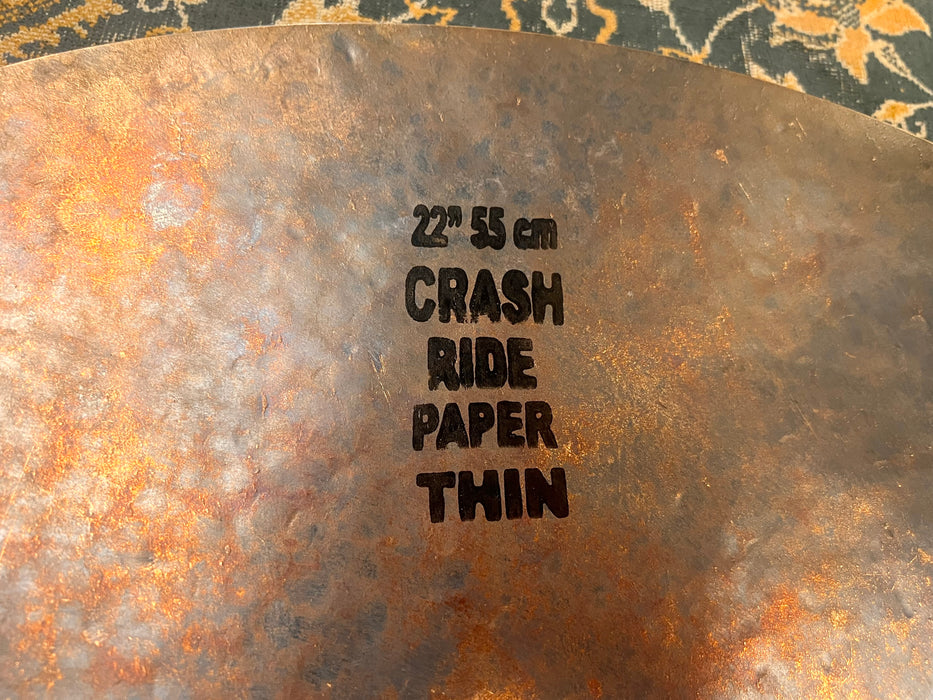 22" 55 cm
CRASH
RIDE
PAPER
THIN